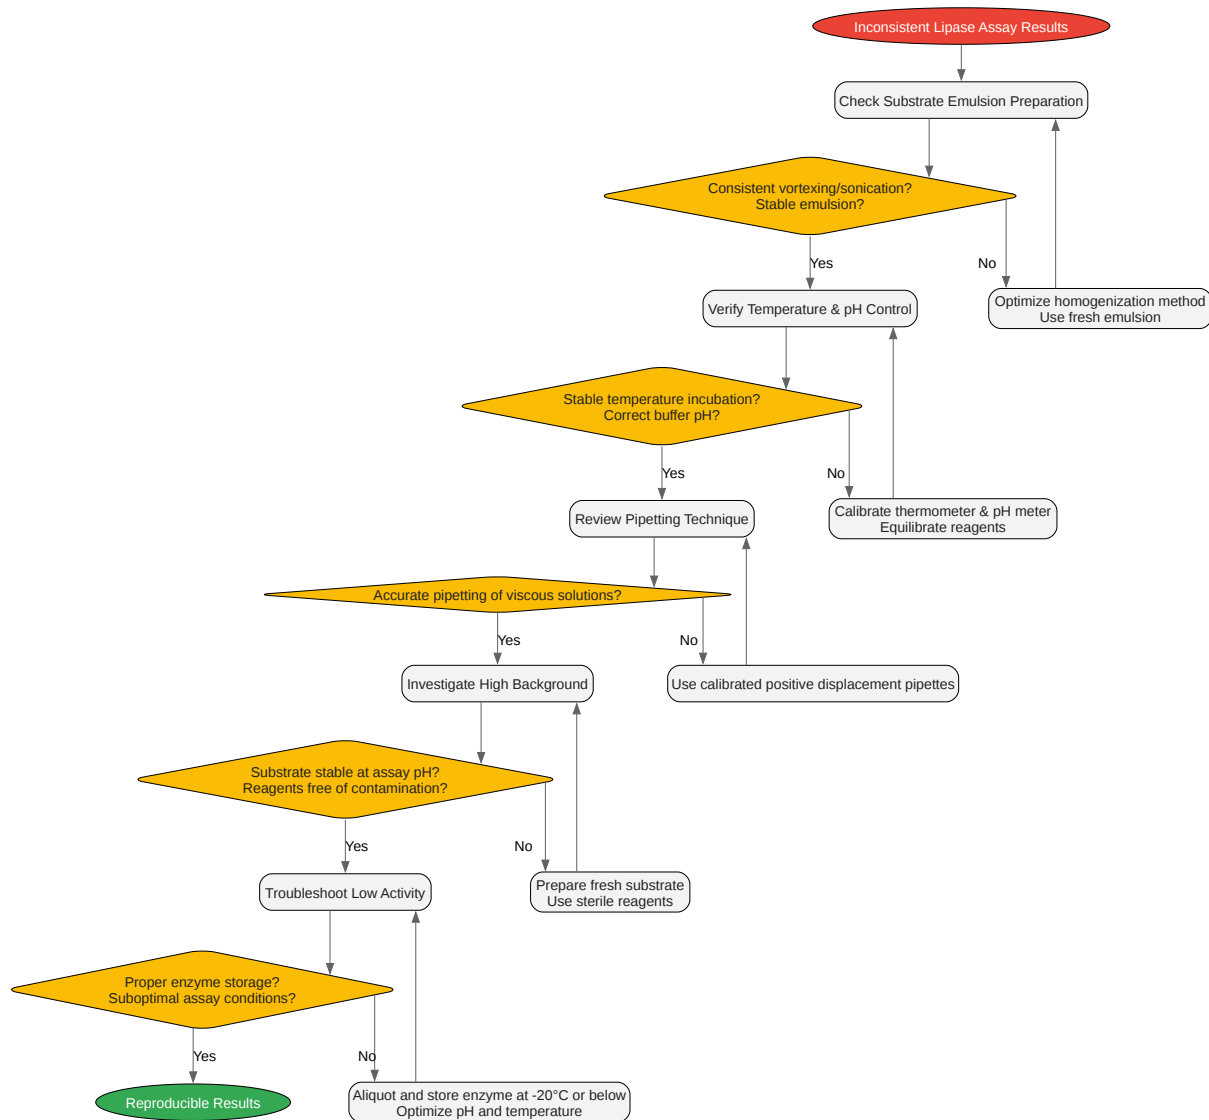 Inconsistent Lipase Assay Results
Check Substrate Emulsion Preparation
Consistent vortexing/sonication?
Stable emulsion?
Yes
No
Optimize homogenization method
Use fresh emulsion
Verify Temperature & pH Control
Stable temperature incubation?
Correct buffer pH?
Yes
No
Calibrate thermometer & pH meter
Equilibrate reagents
Review Pipetting Technique
Accurate pipetting of viscous solutions?
Yes
No
Use calibrated positive displacement pipettes
Investigate High Background
Substrate stable at assay pH?
Reagents free of contamination?
Yes
No
Prepare fresh substrate
Use sterile reagents
Troubleshoot Low Activity
Proper enzyme storage?
Suboptimal assay conditions?
Yes
No
Aliquot and store enzyme at -20°C or below
Optimize pH and temperature
Reproducible Results